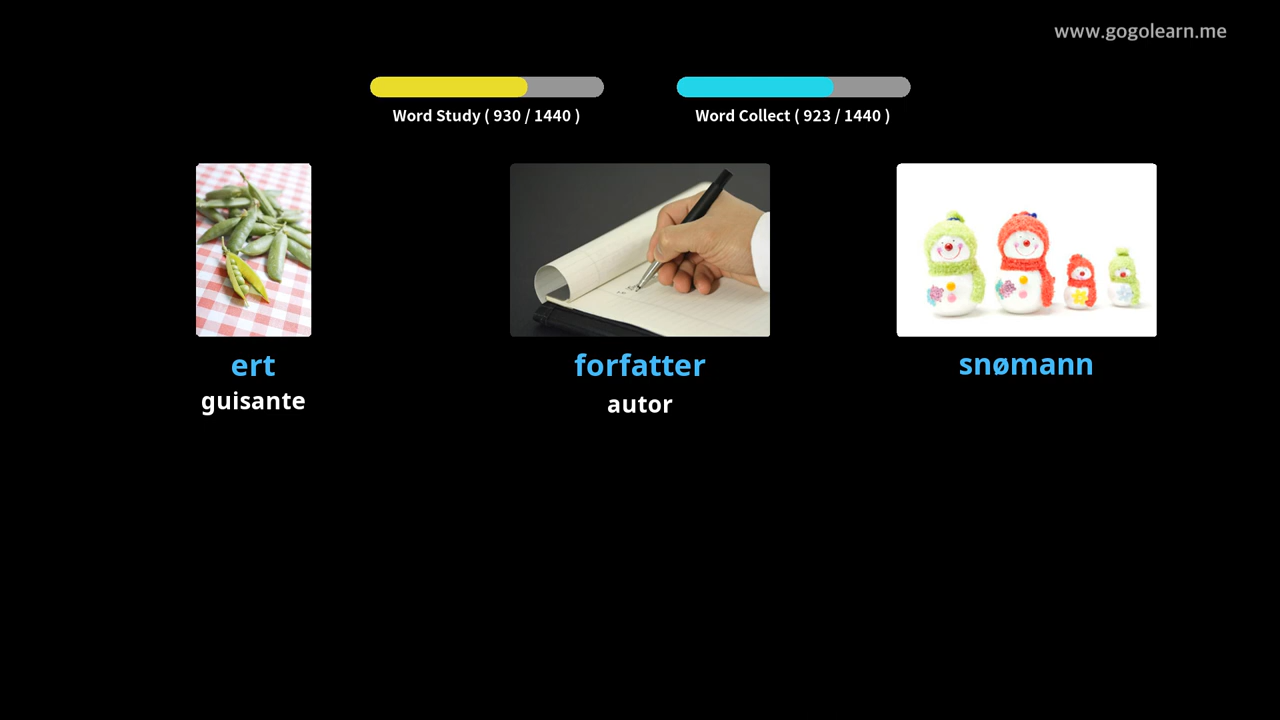 www.gogolearn.me
Word Study ( 930 / 1440 )
Word Collect ( 923 / 1440 )
ert
guisante
forfatter
autor
snømann